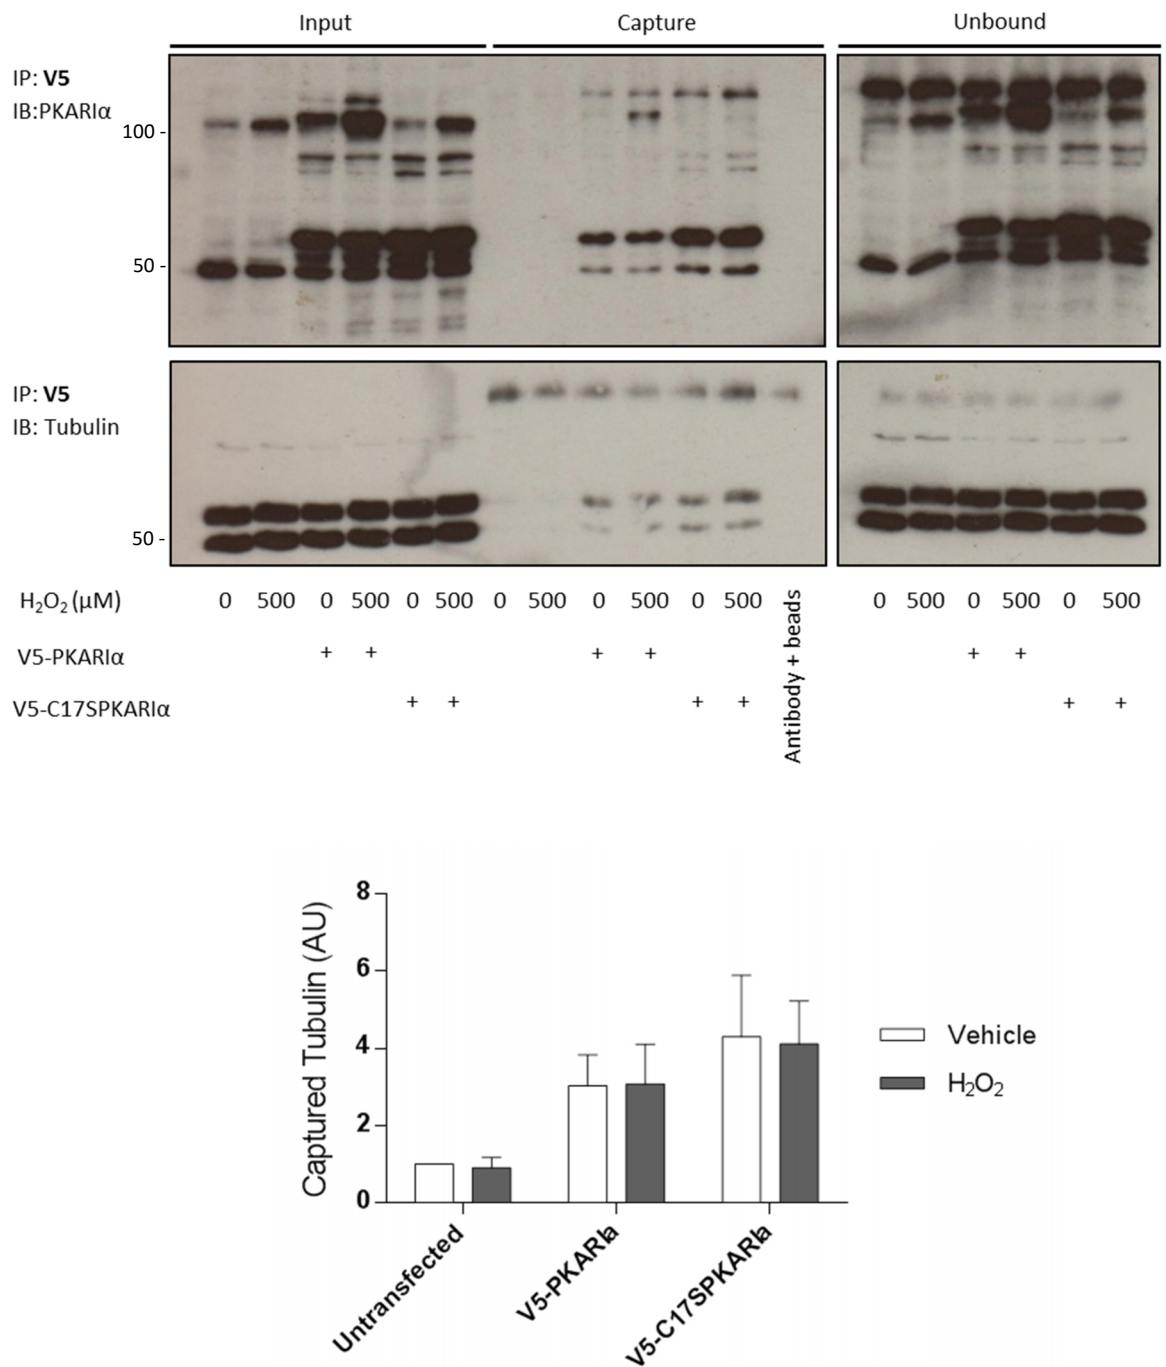 Input Capture Unbound
IP: V5
IB:PKARIα
100 -
50 -
IP: V5
IB: Tubulin
50 -
H₂O₂ (µM) 0 500 0 500 0 500 0 500 0 500 0 500 0 500 0 500 0 500
V5-PKARIα + + + + + +
V5-C17SPKARIα + + + + + +
Antibody + beads
Captured Tubulin (AU)
8
6
4
2
0
Vehicle
H₂O₂
Untransfected
V5-PKARIa
V5-C17SPKARIa